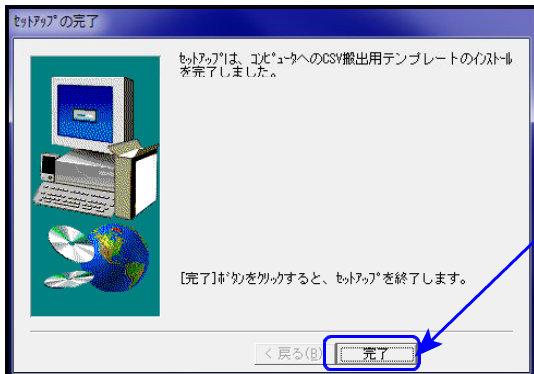 ｾｯﾄｱｯﾌﾟの完了
ｾｯﾄｱｯﾌﾟは、ｺﾝﾋﾟｭｰﾀへのCSV搬出用テンプレートのｲﾝｽﾄｰﾙ
を完了しました。
[完了]ﾎﾞﾀﾝをｸﾘｯｸすると、ｾｯﾄｱｯﾌﾟを終了します。
< 戻る(B) 完了